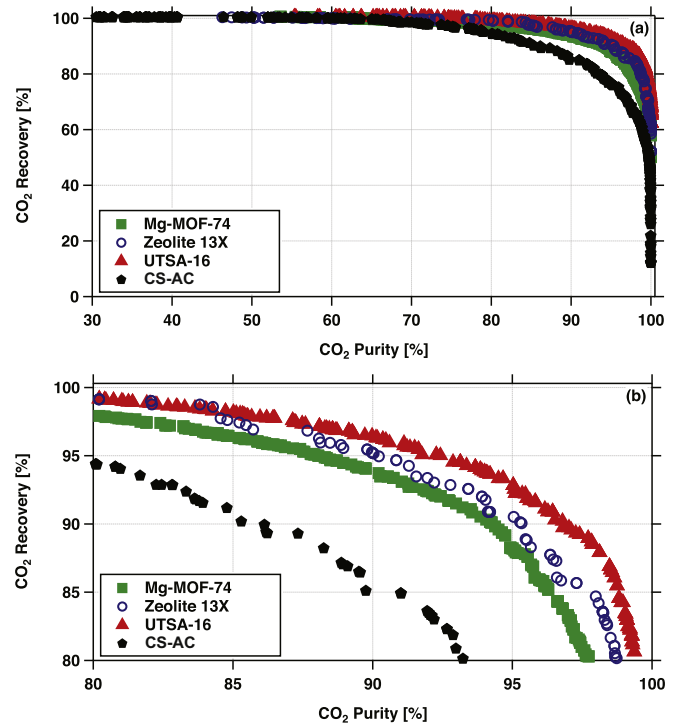 (a)
100
80
60
40
20
0
CO2 Recovery [%]
Mg-MOF-74
Zeolite 13X
UTSA-16
CS-AC
30 40 50 60 70 80 90 100
CO2 Purity [%]
(b)
100
95
90
85
80
CO2 Recovery [%]
Mg-MOF-74
Zeolite 13X
UTSA-16
CS-AC
80 85 90 95 100
CO2 Purity [%]